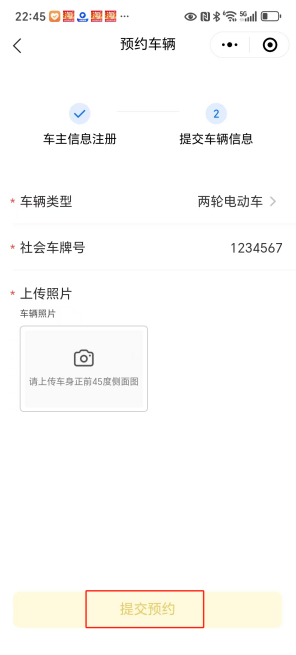 22:45
预约车辆
2
车主信息注册 提交车辆信息
* 车辆类型 两轮电动车
* 社会车牌号 1234567
* 上传照片
车辆照片
请上传车身正前45度侧面图
提交预约